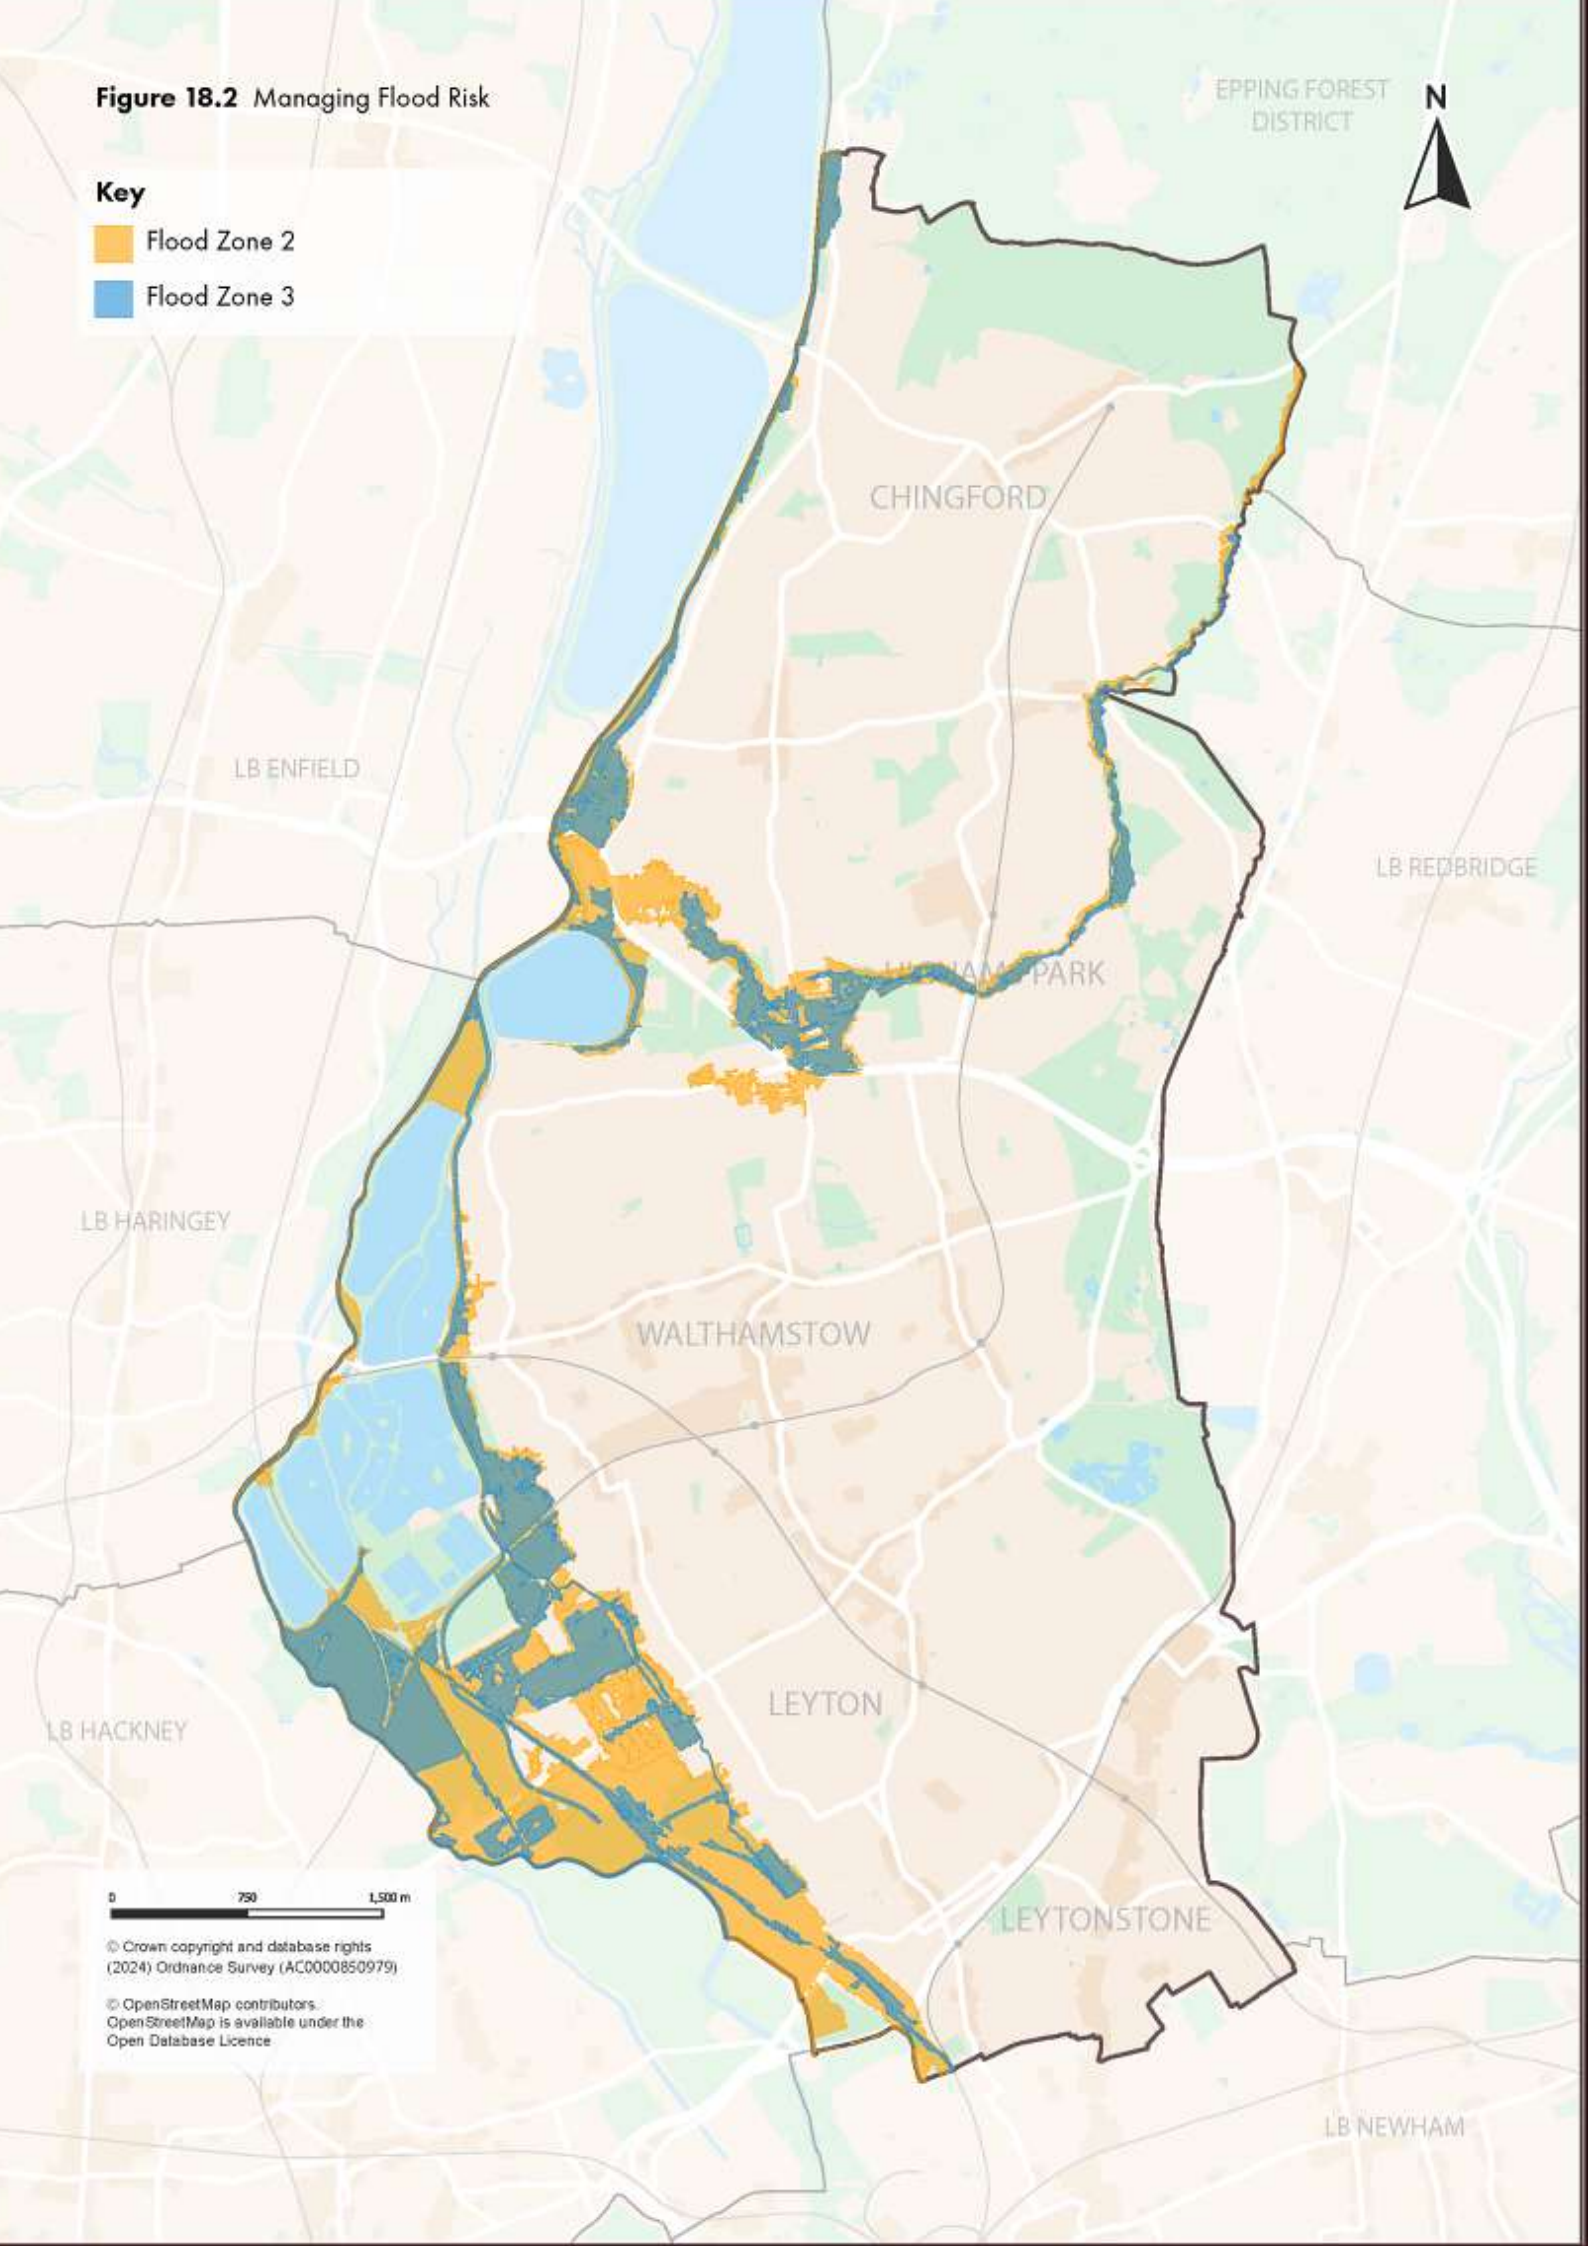 Figure 18.2 Managing Flood Risk
EPPING FOREST
DISTRICT
N
Key
Flood Zone 2
Flood Zone 3
CHINGFORD
LB ENFIELD
LB REDBRIDGE
PARK
LB HARINGEY
WALTHAMSTOW
LEYTON
LB HACKNEY
0 750 1,500 m
LEYTONSTONE
© Crown copyright and database rights
(2024) Ordnance Survey (AC0000850979)
© OpenStreetMap contributors.
OpenStreetMap is available under the
Open Database Licence
LB NEWHAM